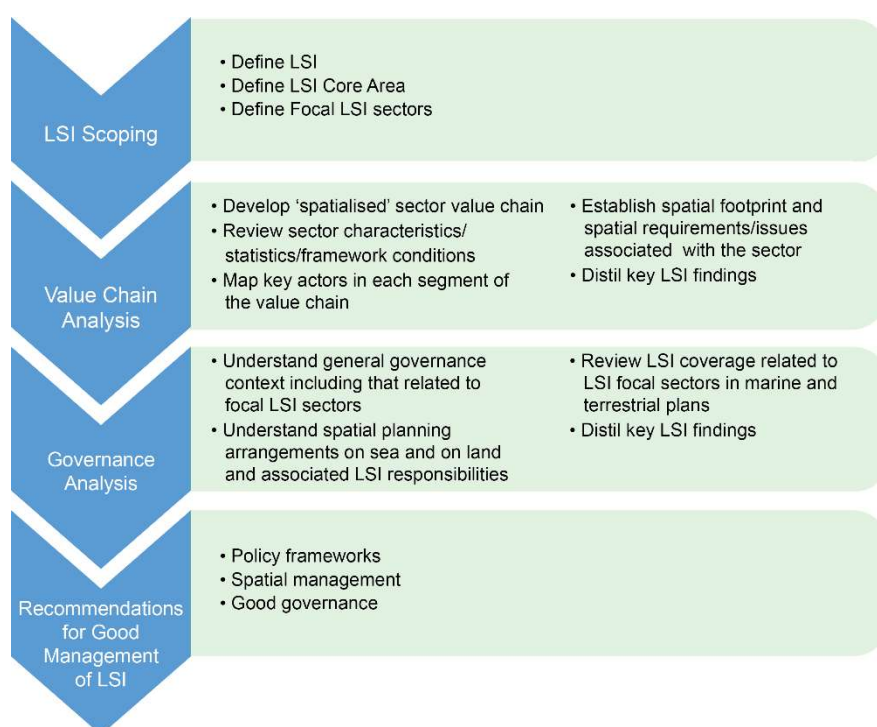 LSI Scoping
• Define LSI
• Define LSI Core Area
• Define Focal LSI sectors
Value Chain
Analysis
• Develop ‘spatialised’ sector value chain
• Review sector characteristics/
statistics/framework conditions
• Map key actors in each segment of
the value chain
• Establish spatial footprint and
spatial requirements/issues
associated with the sector
• Distil key LSI findings
Governance
Analysis
• Understand general governance
context including that related to
focal LSI sectors
• Understand spatial planning
arrangements on sea and on land
and associated LSI responsibilities
• Review LSI coverage related to
LSI focal sectors in marine and
terrestrial plans
• Distil key LSI findings
Recommendations
for Good
Management
of LSI
• Policy frameworks
• Spatial management
• Good governance